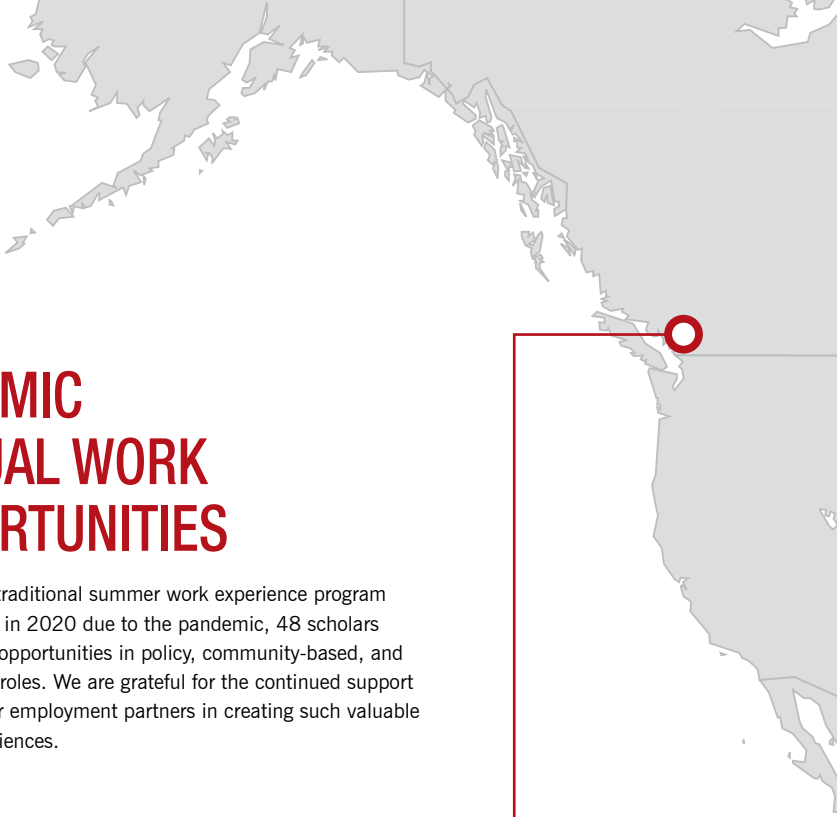 MIC
UAL WORK
RTUNITIES
traditional summer work experience program
in 2020 due to the pandemic, 48 scholars
opportunities in policy, community-based, and
roles. We are grateful for the continued support
r employment partners in creating such valuable
iences.